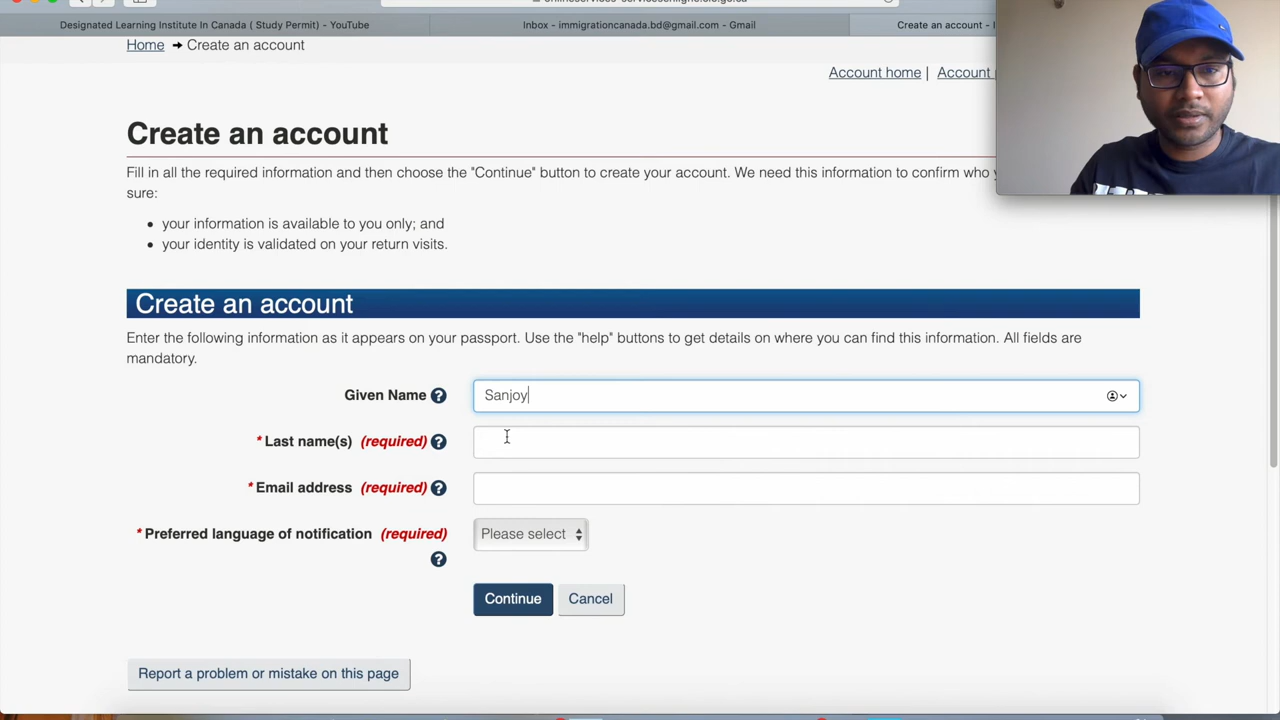 Designated Learning Institute In Canada ( Study Permit) - YouTube
Inbox - immigrationcanada.bd@gmail.com - Gmail
Create an account -
Home → Create an account
Account home |
Account
Create an account
Fill in all the required information and then choose the "Continue" button to create your account. We need this information to confirm who
sure:
• your information is available to you only; and
• your identity is validated on your return visits.
Create an account
Enter the following information as it appears on your passport. Use the "help" buttons to get details on where you can find this information. All fields are
mandatory.
Given Name ? Sanjoy
* Last name(s) (required) ?
* Email address (required) ?
* Preferred language of notification (required) Please select
?
Continue Cancel
Report a problem or mistake on this page